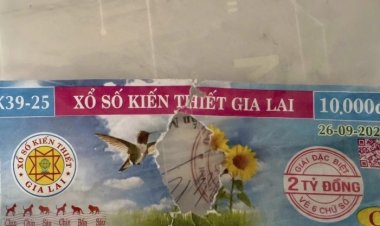 K39-25
XỔ SỐ KIẾN THIẾT GIA LAI
10,000đ
26-09-202
XỔ SỐ KIẾN THIẾT
GIA LAI
GIẢI ĐẶC BIỆT
2 TỶ ĐỒNG
VÉ 6 CHỮ SỐ